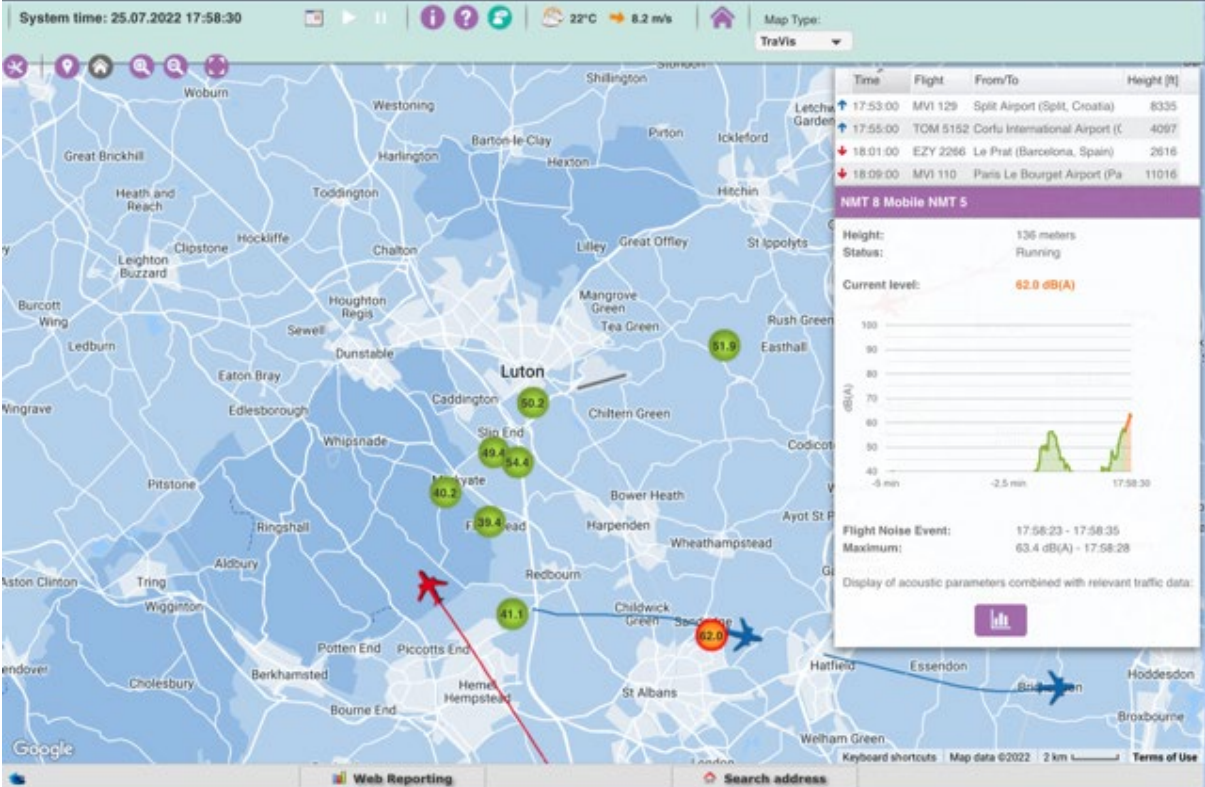 System time: 25.07.2022 17:58:30
22°C
8.2 m/s
Map Type:
TraVis
Time Flight From/To Height [ft]
17:53:00 MVI 129 Split Airport (Split, Croatia) 8335
17:55:00 TOM 5152 Corfu International Airport (C 4097
18:01:00 EZY 2266 Le Prat (Barcelona, Spain) 2616
18:09:00 MVI 110 Paris Le Bourget Airport (Pa 11016
NMT 8 Mobile NMT 5
Height: 136 meters
Status: Running
Current level: 62.0 dB(A)
dB(A)
100
90
80
70
60
50
40
-5 min -2,5 min 17:58:30
Flight Noise Event: 17:58:23 - 17:58:35
Maximum: 63.4 dB(A) - 17:58:28
Display of acoustic parameters combined with relevant traffic data:
Shillington
Woburn
Westoning
Letchw
Garden
Barton-le-Clay
Pirton
Ickleford
Great Brickhill
Harlington
Hexton
Heath and
Reach
Toddington
Hitchin
Hockliffe
Clipstone
Chalton
Lilley
Great Offley
St Ippolyts
Leighton
Buzzard
Burcott
Wing
Houghton
Regis
Mangrove
Green
Sewell
Tea Green
Rush Green
Ledburn
Dunstable
51.9
Easthall
Eaton Bray
Luton
Wingrave
Edlesborough
Caddington
50.2
Chiltern Green
Slip End
Whipsnade
49.4
54.4
Codicot
Pitstone
40.2
Bower Heath
Ringshall
39.4
Harpenden
Ayot St P
Wheathampstead
Aldbury
Aston Clinton
Tring
Redbourn
Wigginton
41.1
Childwick
Green
62.0
Potten End
Piccotts End
Hatfield
Essendon
Hoddesdon
endover
Cholesbury
Berkhamsted
Hemel
Hempstead
St Albans
Bourne End
Broxbourne
Welham Green
London
Google
Keyboard shortcuts Map data ©2022 2 km Terms of Use
Web Reporting
Search address